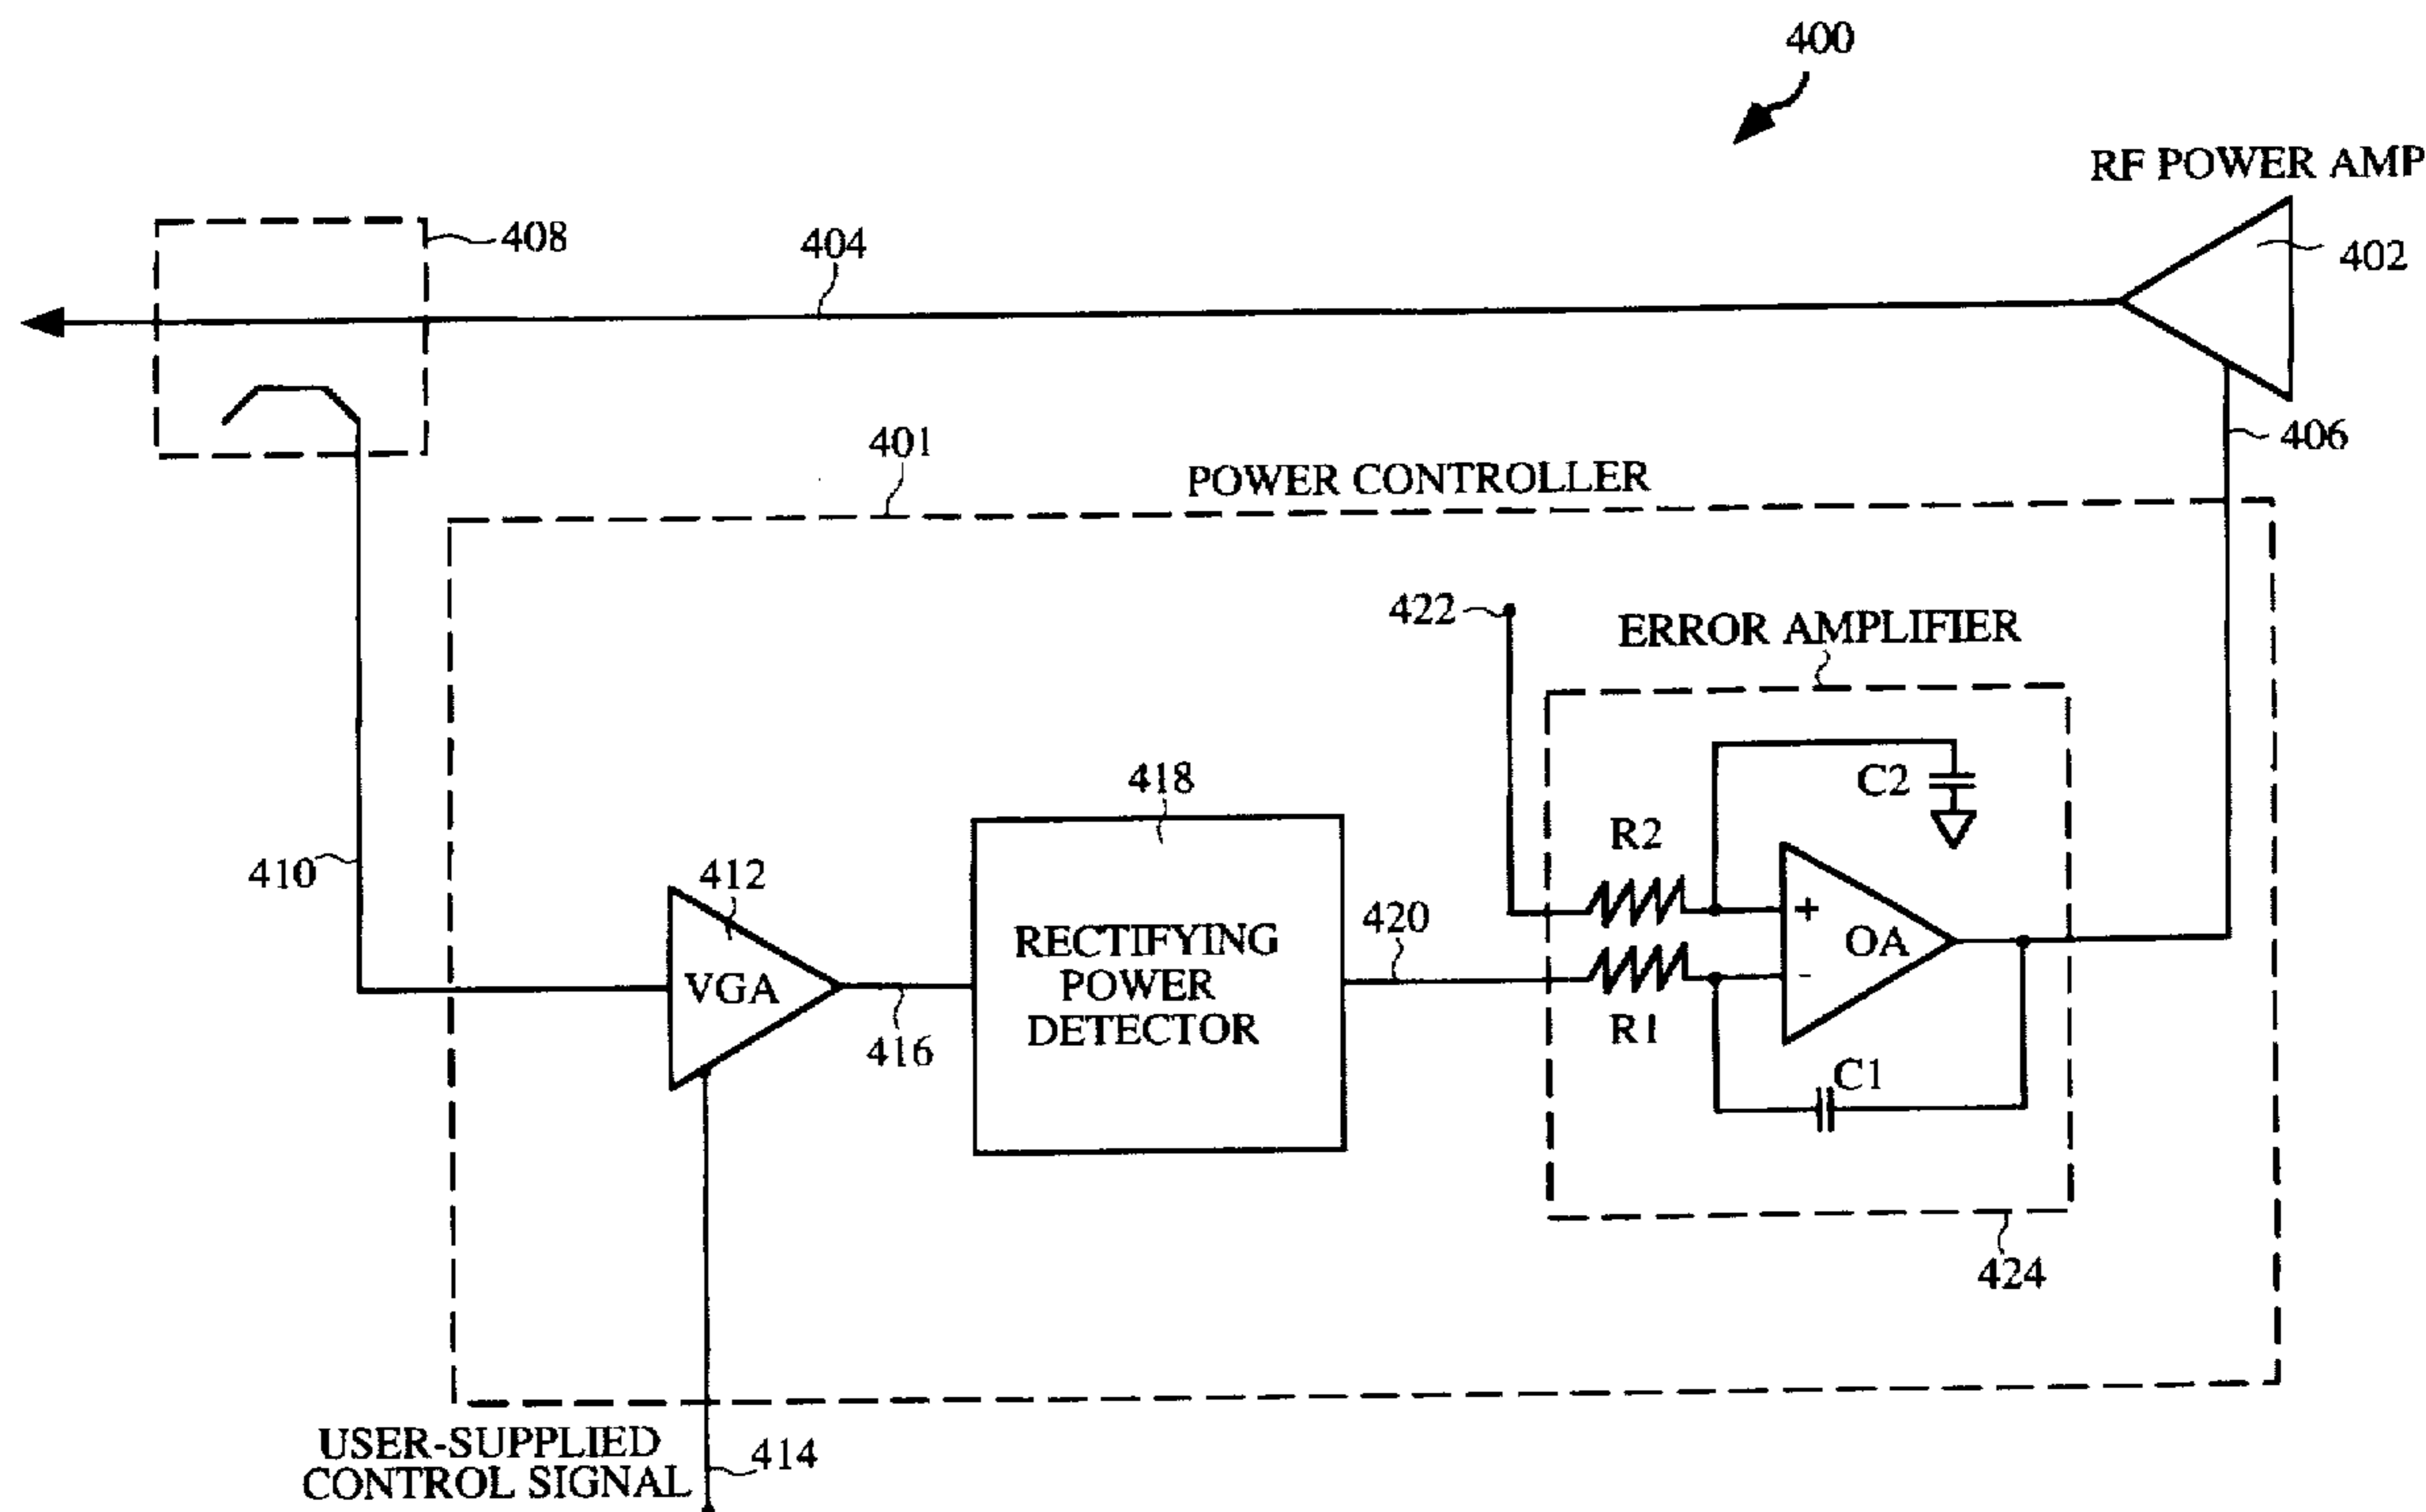 400
RF POWER AMP
408
404
402
401
406
POWER CONTROLLER
422
ERROR AMPLIFIER
418
C2
R2
410
412
420
+
OA
RECTIFYING
POWER
DETECTOR
VGA
-
R1
416
C1
424
USER-SUPPLIED
CONTROL SIGNAL
414